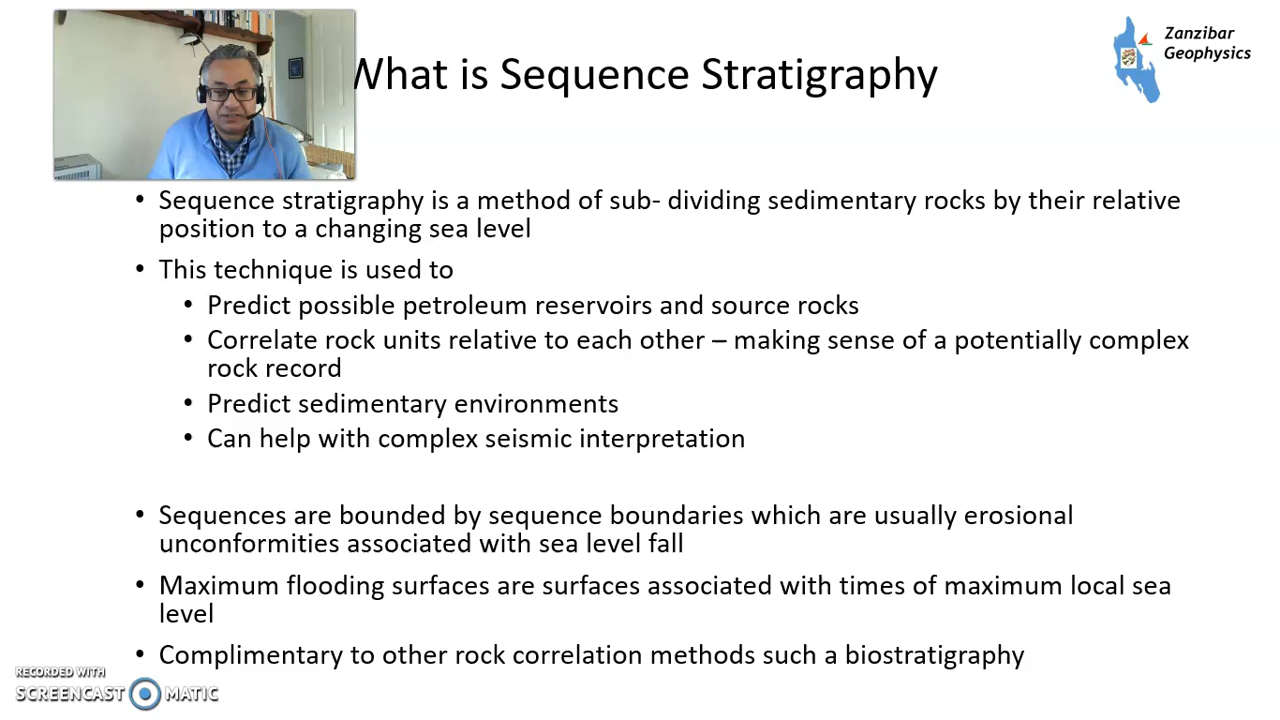 What is Sequence Stratigraphy
Zanzibar
Geophysics
• Sequence stratigraphy is a method of sub- dividing sedimentary rocks by their relative
position to a changing sea level
• This technique is used to
• Predict possible petroleum reservoirs and source rocks
• Correlate rock units relative to each other – making sense of a potentially complex
rock record
• Predict sedimentary environments
• Can help with complex seismic interpretation
• Sequences are bounded by sequence boundaries which are usually erosional
unconformities associated with sea level fall
• Maximum flooding surfaces are surfaces associated with times of maximum local sea
level
• Complimentary to other rock correlation methods such a biostratigraphy
RECORDED WITH
SCREENCAST MATIC